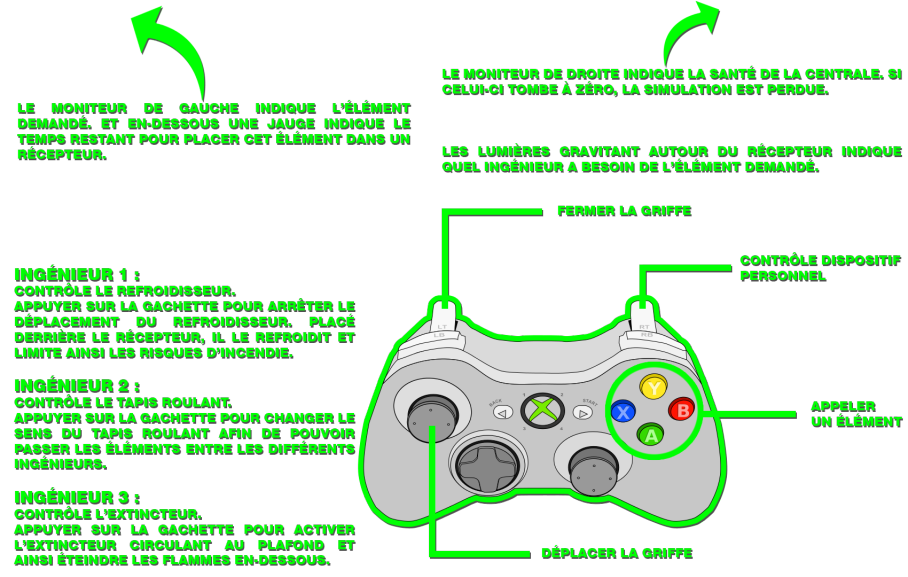 LE MONITEUR DE GAUCHE INDIQUE L'ÉLÉMENT
DEMANDÉ. ET EN-DESSOUS UNE JAUGE INDIQUE LE
TEMPS RESTANT POUR PLACER CET ÉLÉMENT DANS UN
RÉCEPTEUR.
LE MONITEUR DE DROITE INDIQUE LA SANTÉ DE LA CENTRALE. SI
CELUI-CI TOMBE À ZÉRO, LA SIMULATION EST PERDUE.
LES LUMIÈRES GRAVITANT AUTOUR DU RÉCEPTEUR INDIQUE
QUEL INGÉNIEUR A BESOIN DE L'ÉLÉMENT DEMANDÉ.
INGÉNIEUR 1 :
CONTRÔLE LE REFROIDISSEUR.
APPUYER SUR LA GACHETTE POUR ARRÊTER LE
DÉPLACEMENT DU REFROIDISSEUR. PLACÉ
DERRIÈRE LE RÉCEPTEUR, IL LE REFROIDIT ET
LIMITE AINSI LES RISQUES D'INCENDIE.
INGÉNIEUR 2 :
CONTRÔLE LE TAPIS ROULANT.
APPUYER SUR LA GACHETTE POUR CHANGER LE
SENS DU TAPIS ROULANT AFIN DE POUVOIR
PASSER LES ÉLÉMENTS ENTRE LES DIFFÉRENTS
INGÉNIEURS.
INGÉNIEUR 3 :
CONTRÔLE L'EXTINCTEUR.
APPUYER SUR LA GACHETTE POUR ACTIVER
L'EXTINCTEUR CIRCULANT AU PLAFOND ET
AINSI ÉTEINDRE LES FLAMMES EN-DESSOUS.
FERMER LA GRIFFE
CONTRÔLE DISPOSITIF
PERSONNEL
LT
LB
RT
RB
BACK
1
2
3
4
START
Y
X
B
A
APPELER
UN ÉLÉMENT
DÉPLACER LA GRIFFE